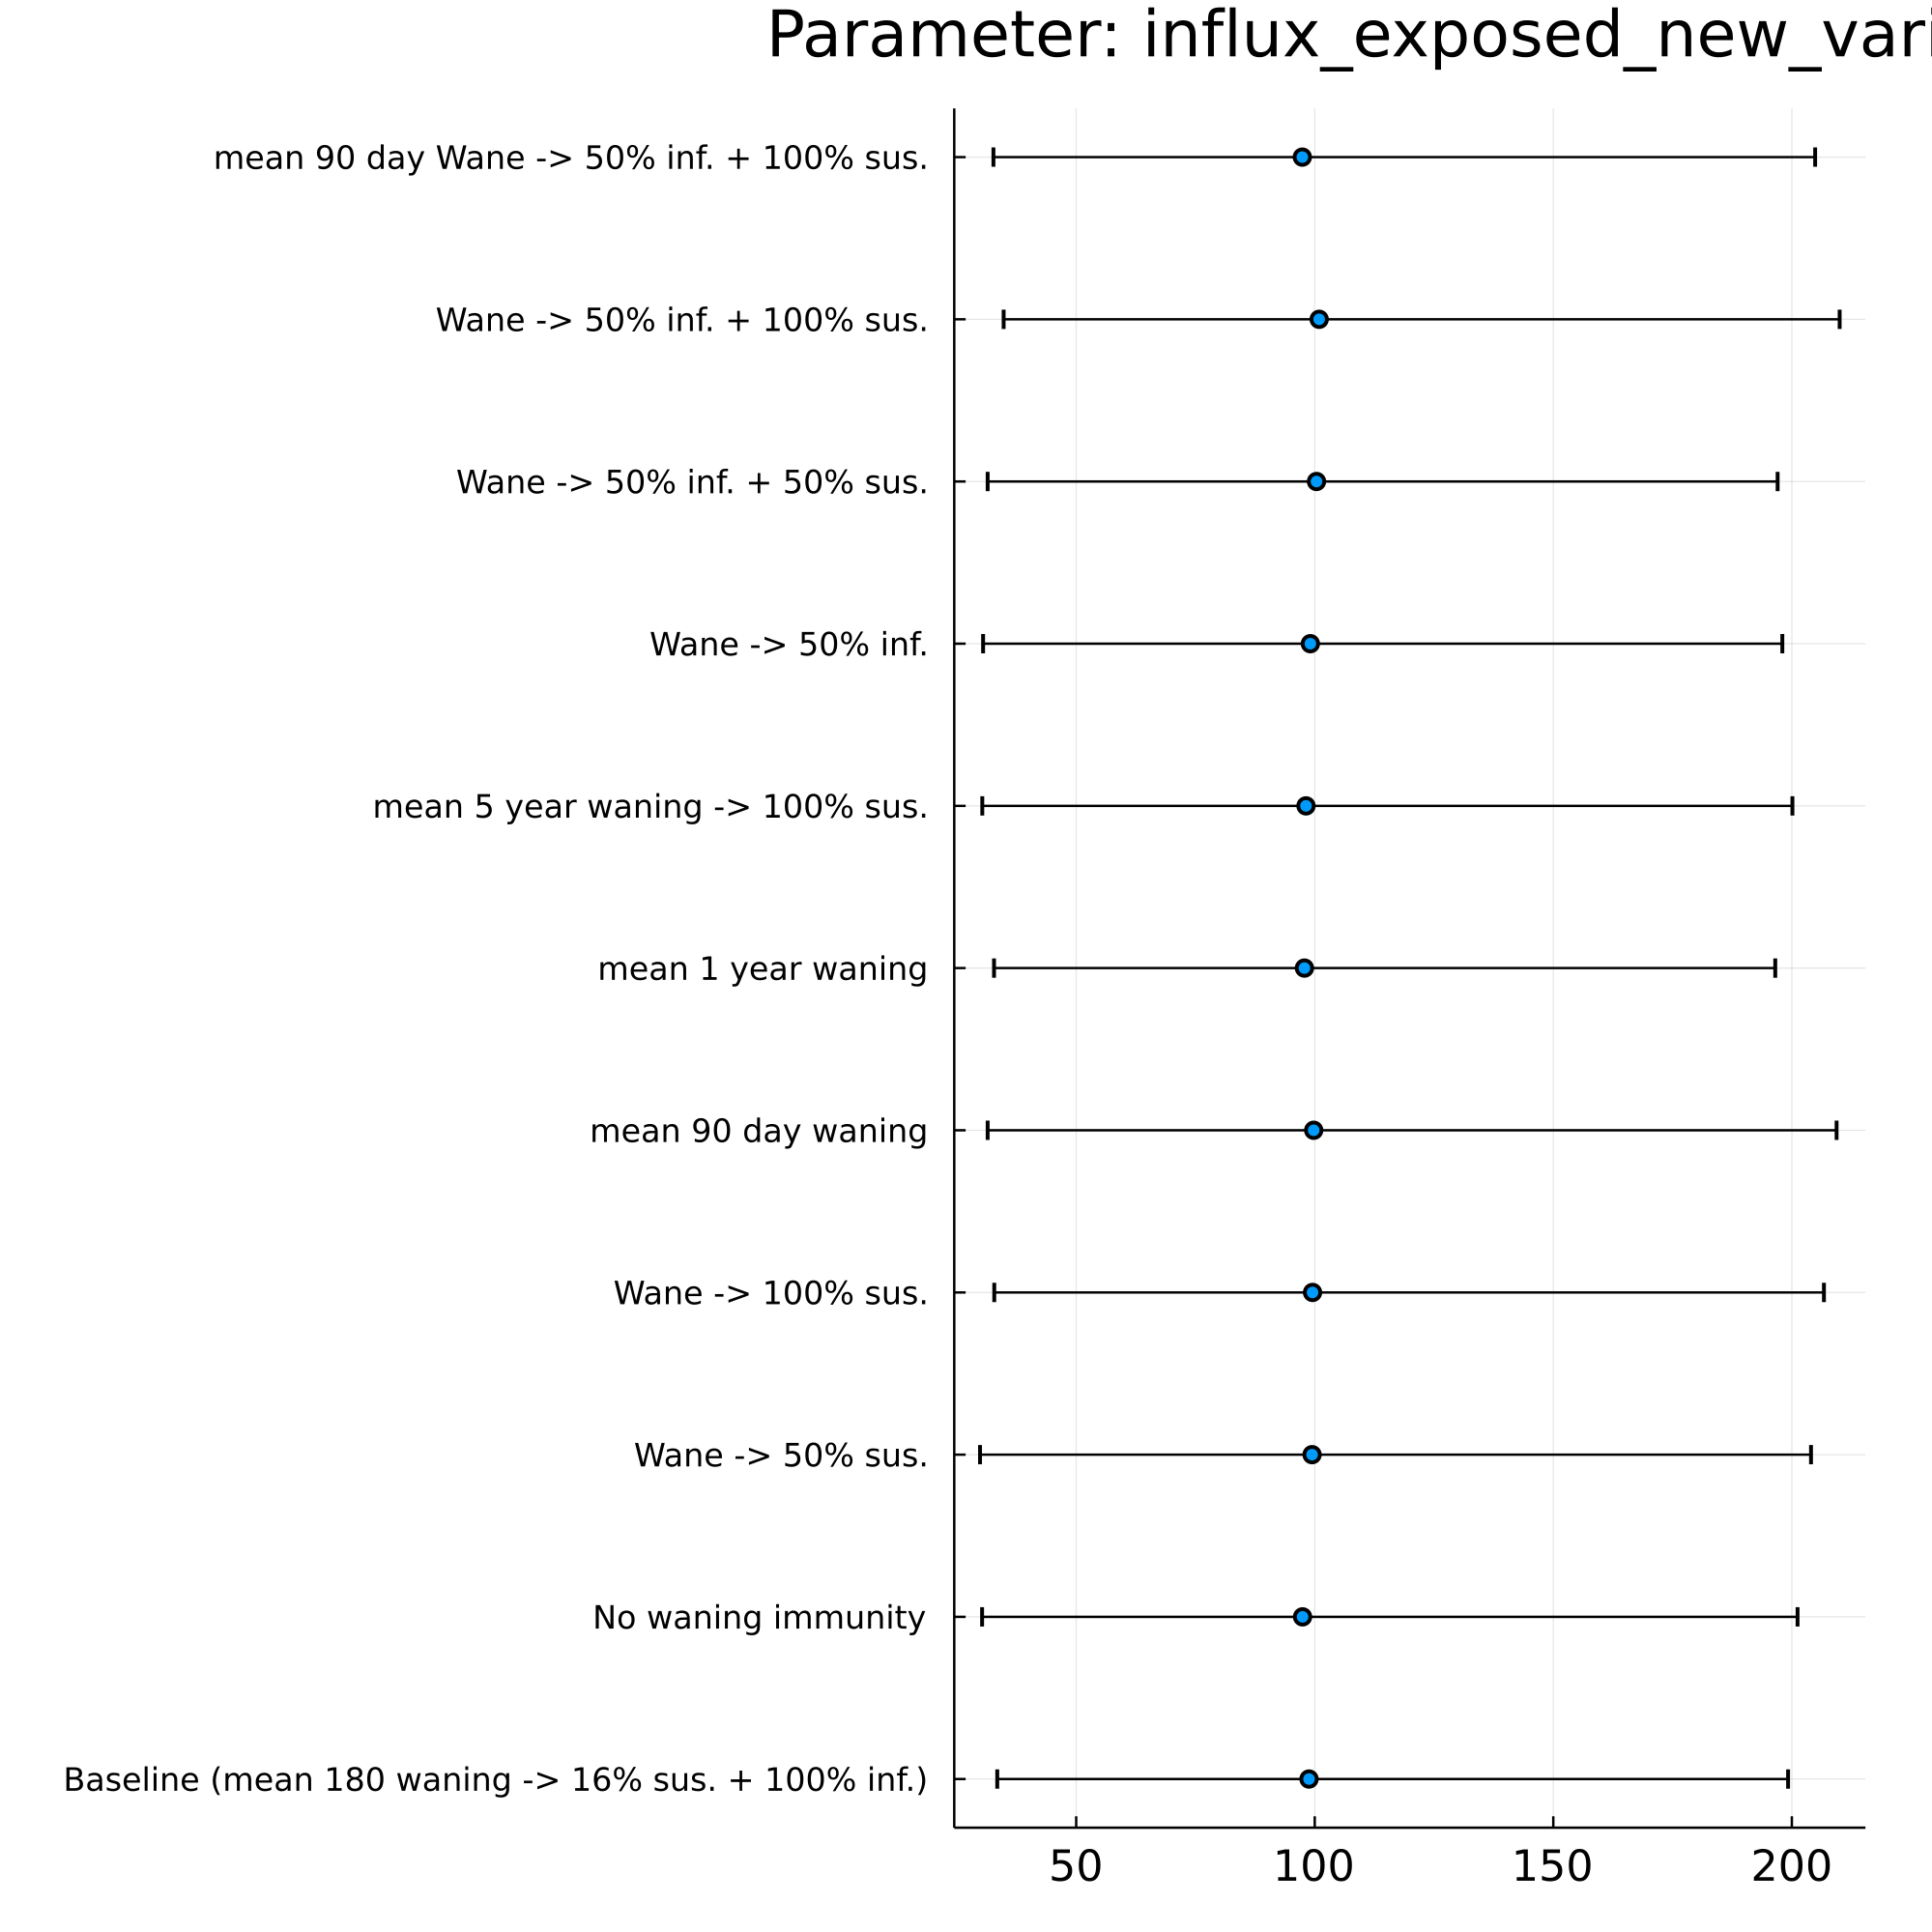 Parameter: influx_exposed_new_vari
mean 90 day Wane -> 50% inf. + 100% sus.
Wane -> 50% inf. + 100% sus.
Wane -> 50% inf. + 50% sus.
Wane -> 50% inf.
mean 5 year waning -> 100% sus.
mean 1 year waning
mean 90 day waning
Wane -> 100% sus.
Wane -> 50% sus.
No waning immunity
Baseline (mean 180 waning -> 16% sus. + 100% inf.)
50 100 150 200